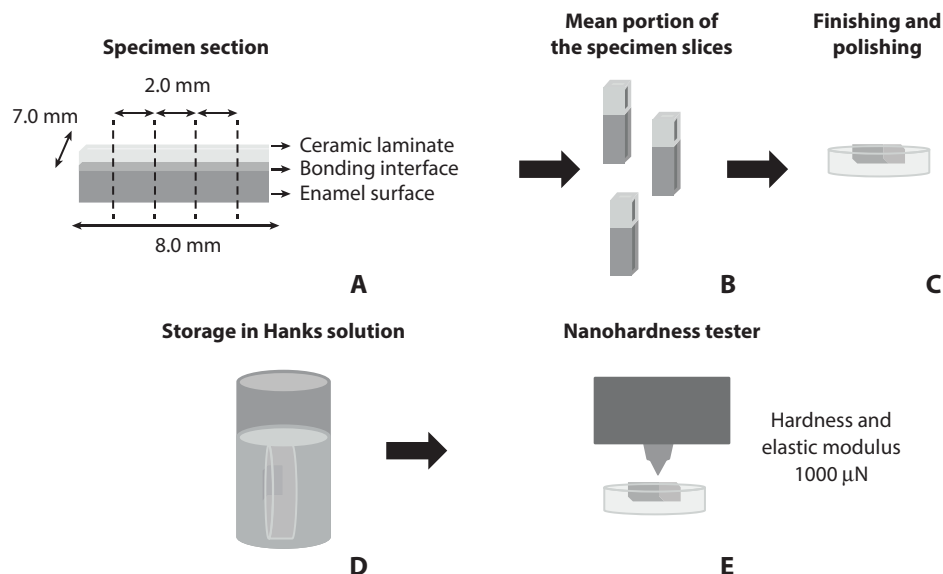 Specimen section
2.0 mm
7.0 mm
Ceramic laminate
Bonding interface
Enamel surface
8.0 mm
A
Mean portion of
the specimen slices
B
Finishing and
polishing
C
Storage in Hanks solution
D
Nanohardness tester
Hardness and
elastic modulus
1000 μN
E